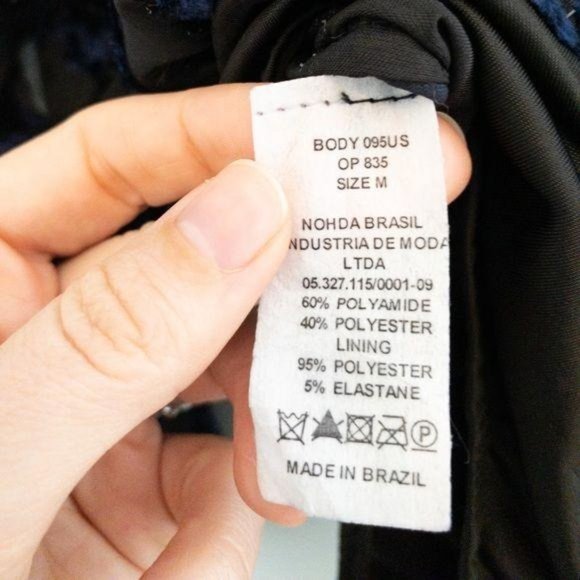 BODY 095US
OP 835
SIZE M
NOHDA BRASIL
INDUSTRIA DE MODA
LTDA
05.327.115/0001-09
60% POLYAMIDE
40% POLYESTER
LINING
95% POLYESTER
5% ELASTANE
P
MADE IN BRAZIL